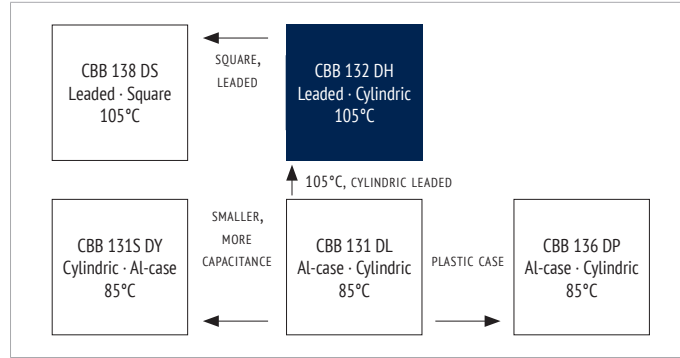 CBB 138 DS
Leaded · Square
105°C
SQUARE,
LEADED
CBB 132 DH
Leaded · Cylindric
105°C
105°C, CYLINDRIC LEADED
CBB 131S DY
Cylindric · Al-case
85°C
SMALLER,
MORE
CAPACITANCE
CBB 131 DL
Al-case · Cylindric
85°C
PLASTIC CASE
CBB 136 DP
Al-case · Cylindric
85°C